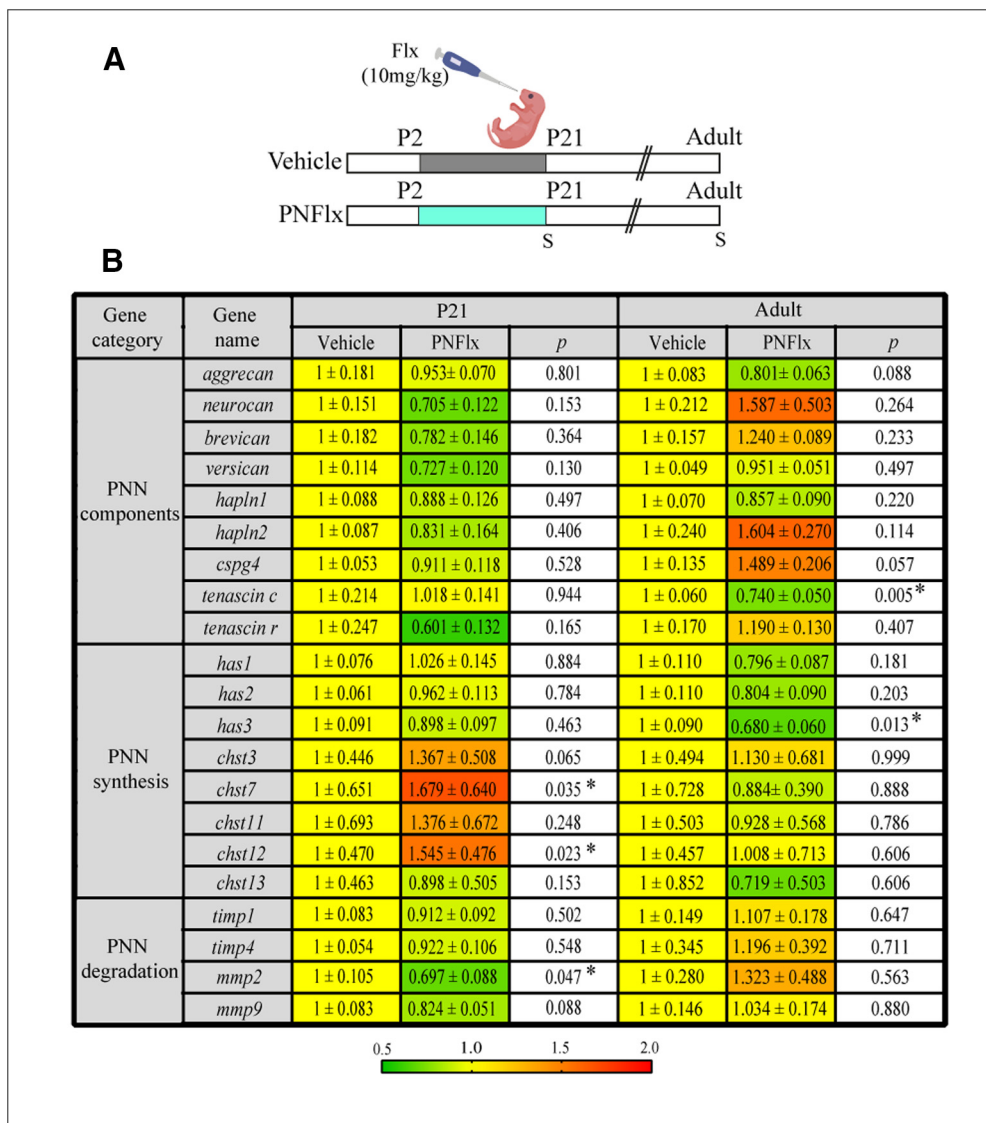 A
Flx
(10mg/kg)
P2 P21 Adult
Vehicle
P2 P21 Adult
PNFlx
S S
B
Gene category Gene name P21 Adult
Vehicle PNFlx p Vehicle PNFlx p
PNN components
aggrecan 1 ± 0.181 0.953± 0.070 0.801 1 ± 0.083 0.801± 0.063 0.088
neurocan 1 ± 0.151 0.705 ± 0.122 0.153 1 ± 0.212 1.587 ± 0.503 0.264
brevican 1 ± 0.182 0.782 ± 0.146 0.364 1 ± 0.157 1.240 ± 0.089 0.233
versican 1 ± 0.114 0.727 ± 0.120 0.130 1 ± 0.049 0.951 ± 0.051 0.497
hapln1 1 ± 0.088 0.888 ± 0.126 0.497 1 ± 0.070 0.857 ± 0.090 0.220
hapln2 1 ± 0.087 0.831 ± 0.164 0.406 1 ± 0.240 1.604 ± 0.270 0.114
cspg4 1 ± 0.053 0.911 ± 0.118 0.528 1 ± 0.135 1.489 ± 0.206 0.057
tenascin c 1 ± 0.214 1.018 ± 0.141 0.944 1 ± 0.060 0.740 ± 0.050 0.005*
tenascin r 1 ± 0.247 0.601 ± 0.132 0.165 1 ± 0.170 1.190 ± 0.130 0.407
PNN synthesis
has1 1 ± 0.076 1.026 ± 0.145 0.884 1 ± 0.110 0.796 ± 0.087 0.181
has2 1 ± 0.061 0.962 ± 0.113 0.784 1 ± 0.110 0.804 ± 0.090 0.203
has3 1 ± 0.091 0.898 ± 0.097 0.463 1 ± 0.090 0.680 ± 0.060 0.013*
chst3 1 ± 0.446 1.367 ± 0.508 0.065 1 ± 0.494 1.130 ± 0.681 0.999
chst7 1 ± 0.651 1.679 ± 0.640 0.035 * 1 ± 0.728 0.884± 0.390 0.888
chst11 1 ± 0.693 1.376 ± 0.672 0.248 1 ± 0.503 0.928 ± 0.568 0.786
chst12 1 ± 0.470 1.545 ± 0.476 0.023 * 1 ± 0.457 1.008 ± 0.713 0.606
chst13 1 ± 0.463 0.898 ± 0.505 0.153 1 ± 0.852 0.719 ± 0.503 0.606
PNN degradation
timp1 1 ± 0.083 0.912 ± 0.092 0.502 1 ± 0.149 1.107 ± 0.178 0.647
timp4 1 ± 0.054 0.922 ± 0.106 0.548 1 ± 0.345 1.196 ± 0.392 0.711
mmp2 1 ± 0.105 0.697 ± 0.088 0.047 * 1 ± 0.280 1.323 ± 0.488 0.563
mmp9 1 ± 0.083 0.824 ± 0.051 0.088 1 ± 0.146 1.034 ± 0.174 0.880
0.5 1.0 1.5 2.0